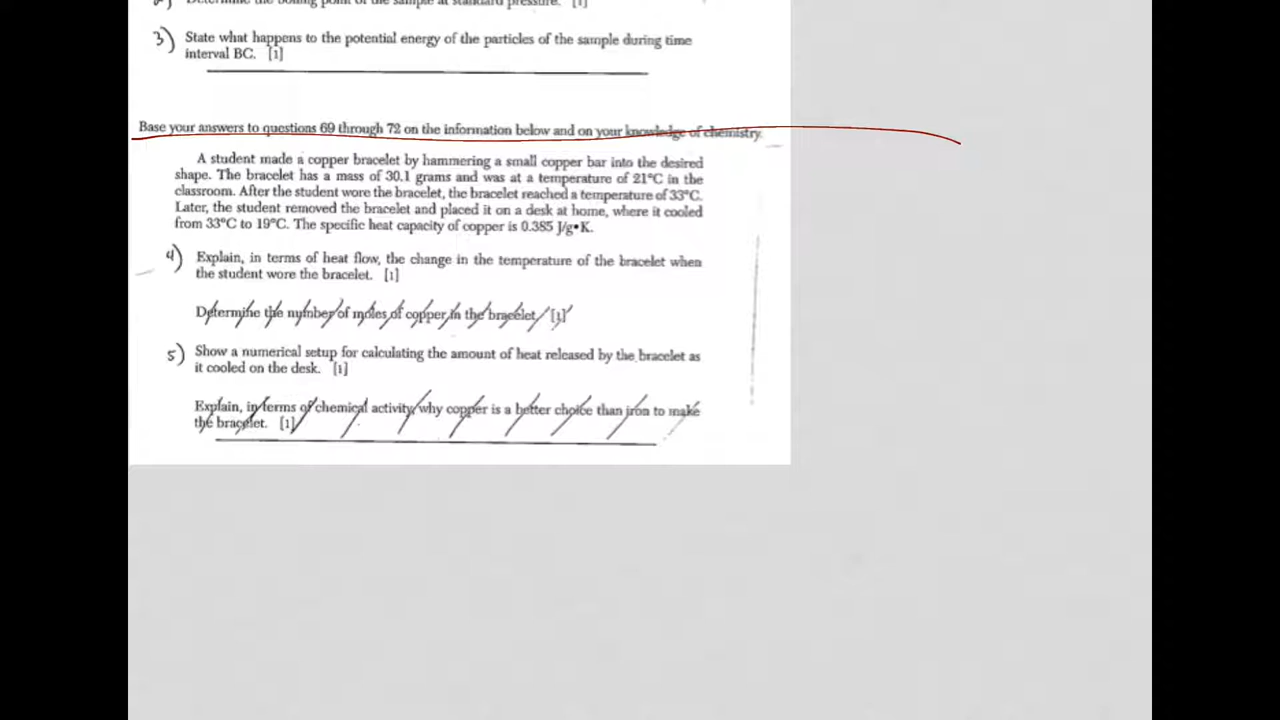 2) Determine the boiling point of the sample at standard pressure. [1]
3) State what happens to the potential energy of the particles of the sample during time
interval BC. [1]
Base your answers to questions 69 through 72 on the information below and on your knowledge of chemistry.
A student made a copper bracelet by hammering a small copper bar into the desired
shape. The bracelet has a mass of 30.1 grams and was at a temperature of 21°C in the
classroom. After the student wore the bracelet, the bracelet reached a temperature of 33°C.
Later, the student removed the bracelet and placed it on a desk at home, where it cooled
from 33°C to 19°C. The specific heat capacity of copper is 0.385 J/g•K.
4) Explain, in terms of heat flow, the change in the temperature of the bracelet when
the student wore the bracelet. [1]
Determine the number of moles of copper in the bracelet. [1]
5) Show a numerical setup for calculating the amount of heat released by the bracelet as
it cooled on the desk. [1]
Explain, in terms of chemical activity, why copper is a better choice than iron to make
the bracelet. [1]